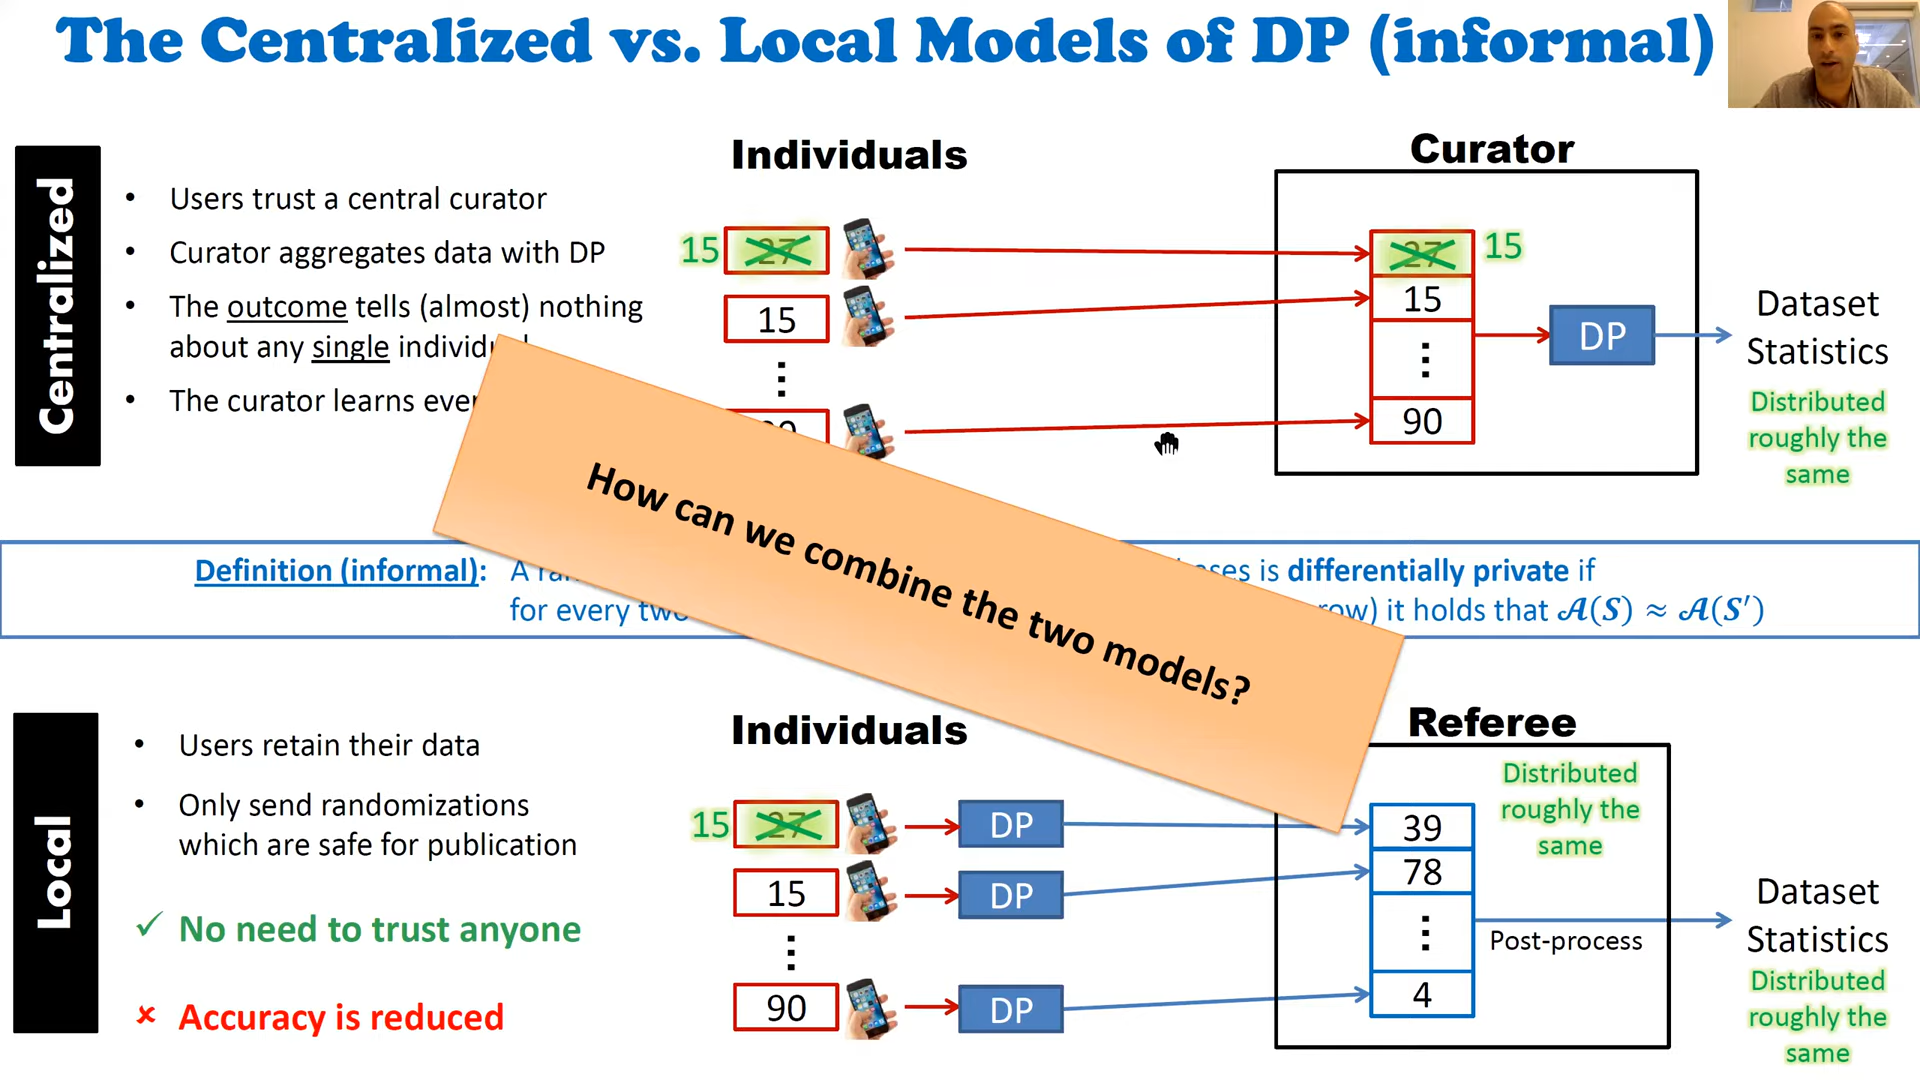 The Centralized vs. Local Models of DP (informal)
Centralized
• Users trust a central curator
• Curator aggregates data with DP
• The outcome tells (almost) nothing
about any single
• The curator learns
Individuals
15 27
15
⋮
Curator
27 15
15
⋮
90
DP
Dataset
Statistics
Distributed
roughly the
same
How can we combine the two models?
Definition (informal): A
is differentially private if
for every
it holds that 𝓐(S) ≈ 𝓐(S′)
Local
• Users retain their data
• Only send randomizations
which are safe for publication
✓ No need to trust anyone
✘ Accuracy is reduced
Individuals
15 27 DP
15 DP
⋮
90 DP
Referee
39
78
⋮
4
Distributed
roughly the
same
Post-process
Dataset
Statistics
Distributed
roughly the
same